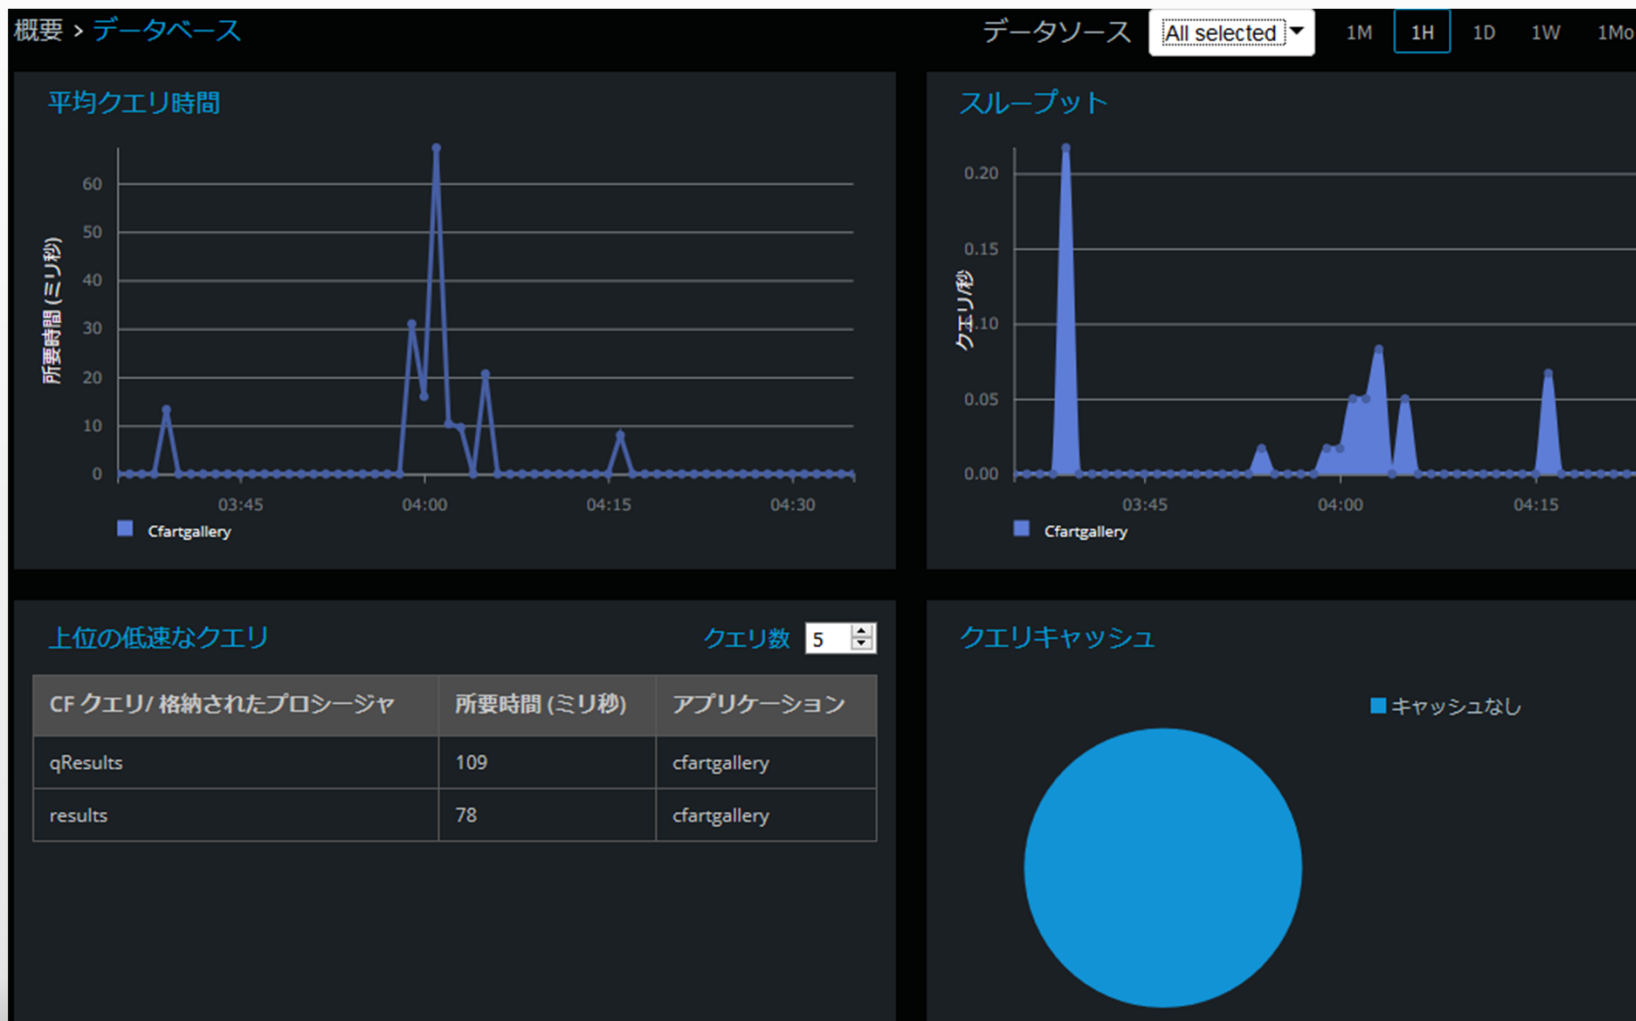 概要 > データベース
データソース All selected 1M 1H 1D 1W 1Mo
平均クエリ時間
所要時間 (ミリ秒)
60
50
40
30
20
10
0
03:45 04:00 04:15 04:30
Cfartgallery
スループット
クエリ/秒
0.20
0.15
0.10
0.05
0.00
03:45 04:00 04:15
Cfartgallery
上位の低速なクエリ クエリ数 5
CF クエリ/ 格納されたプロシージャ 所要時間 (ミリ秒) アプリケーション
qResults 109 cfartgallery
results 78 cfartgallery
クエリキャッシュ
キャッシュなし